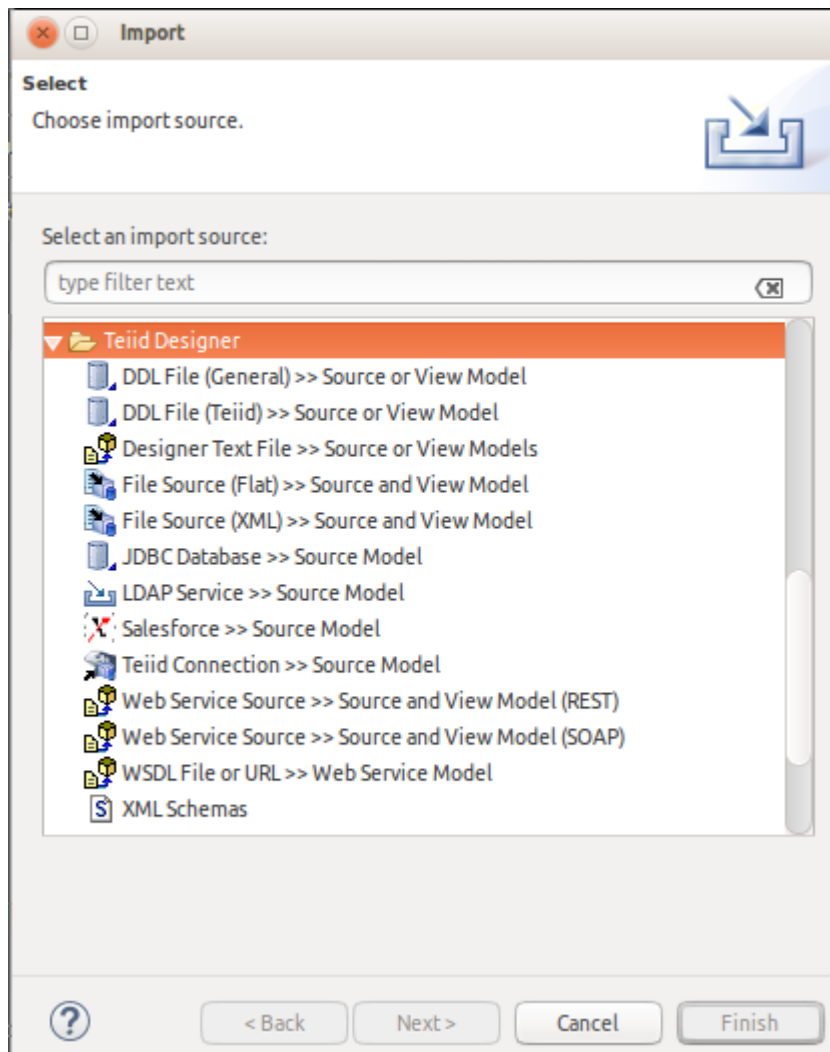 Import
Select
Choose import source.
Select an import source:
type filter text
Teiid Designer
DDL File (General) >> Source or View Model
DDL File (Teiid) >> Source or View Model
Designer Text File >> Source or View Models
File Source (Flat) >> Source and View Model
File Source (XML) >> Source and View Model
JDBC Database >> Source Model
LDAP Service >> Source Model
Salesforce >> Source Model
Teiid Connection >> Source Model
Web Service Source >> Source and View Model (REST)
Web Service Source >> Source and View Model (SOAP)
WSDL File or URL >> Web Service Model
XML Schemas
? < Back Next > Cancel Finish